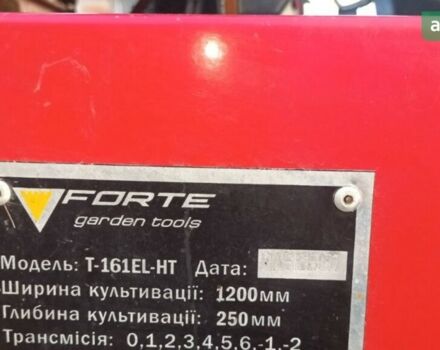 FORTE
garden tools
Модель: T-161EL-HT Дата:
Ширина культивації: 1200мм
Глибина культивації: 250мм
Трансмісія: 0,1,2,3,4,5,6,-1,-2